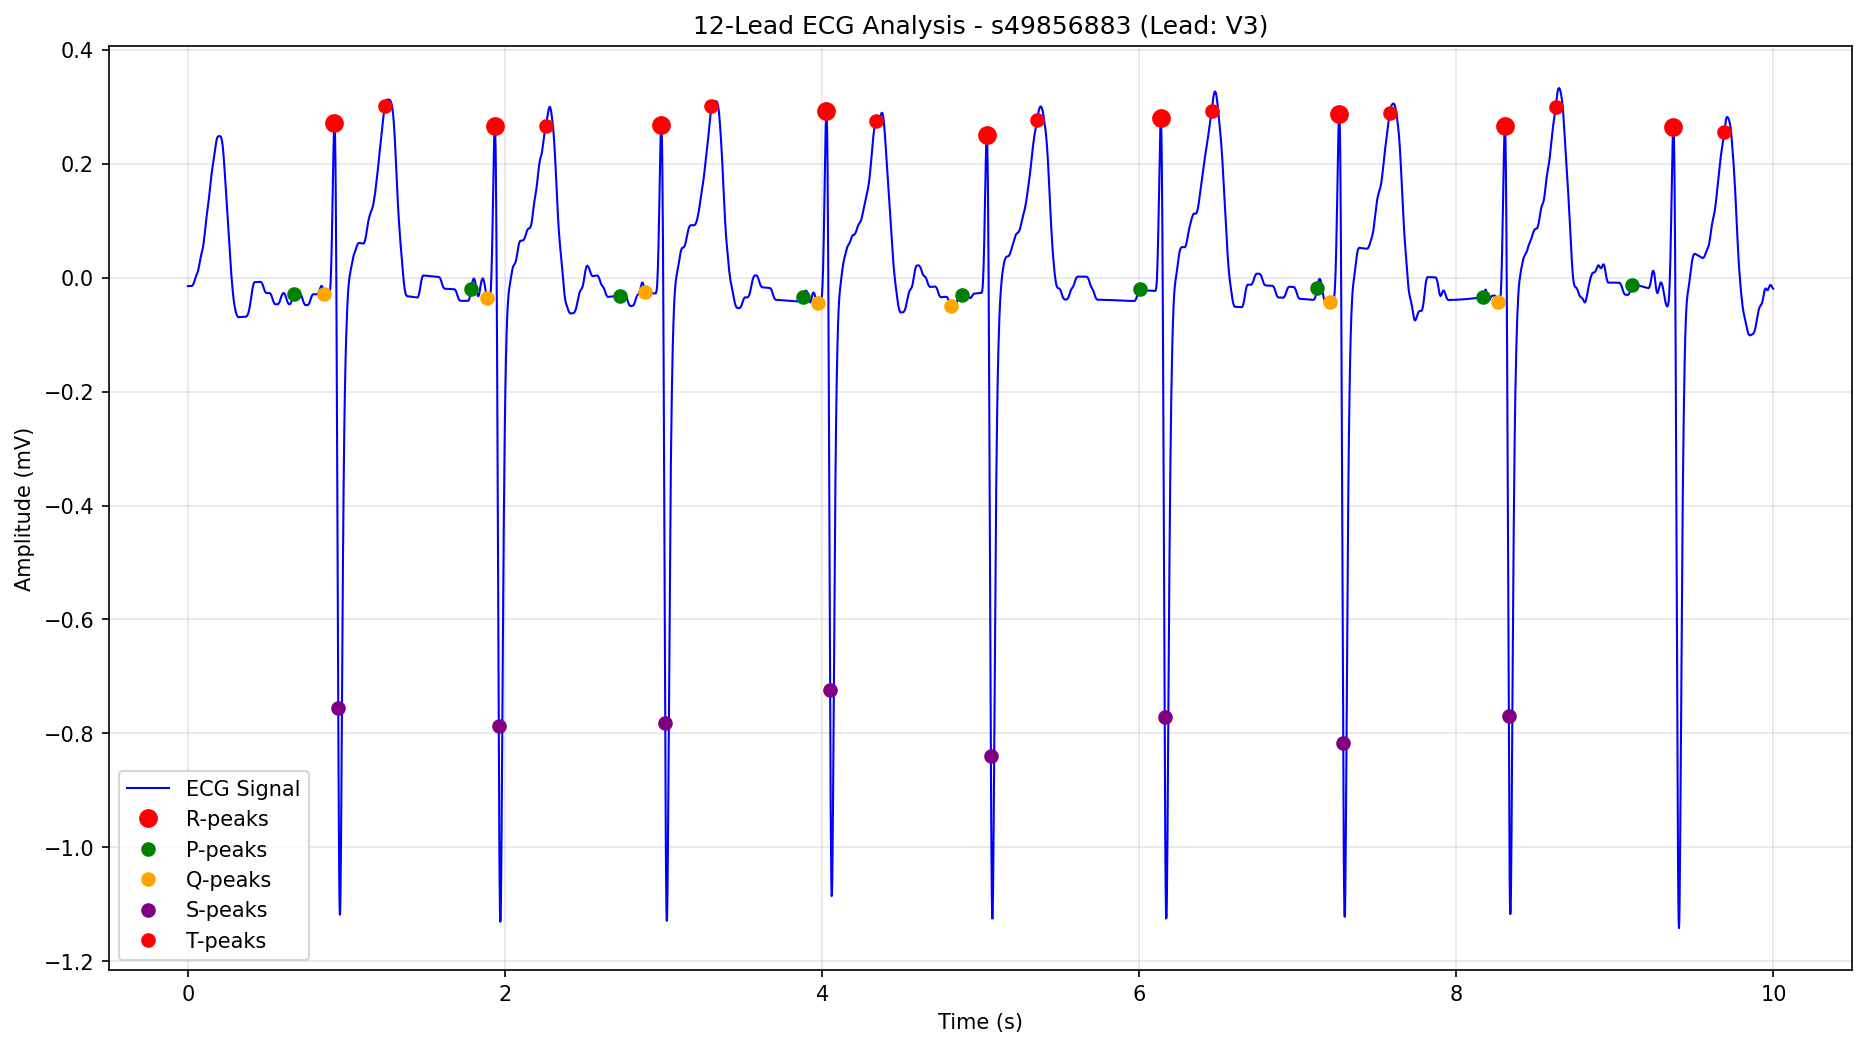 12-Lead ECG Analysis - s49856883 (Lead: V3)
Amplitude (mV)
0.4
0.2
0.0
−0.2
−0.4
−0.6
−0.8
−1.0
−1.2
ECG Signal
R-peaks
P-peaks
Q-peaks
S-peaks
T-peaks
0 2 4 6 8 10
Time (s)